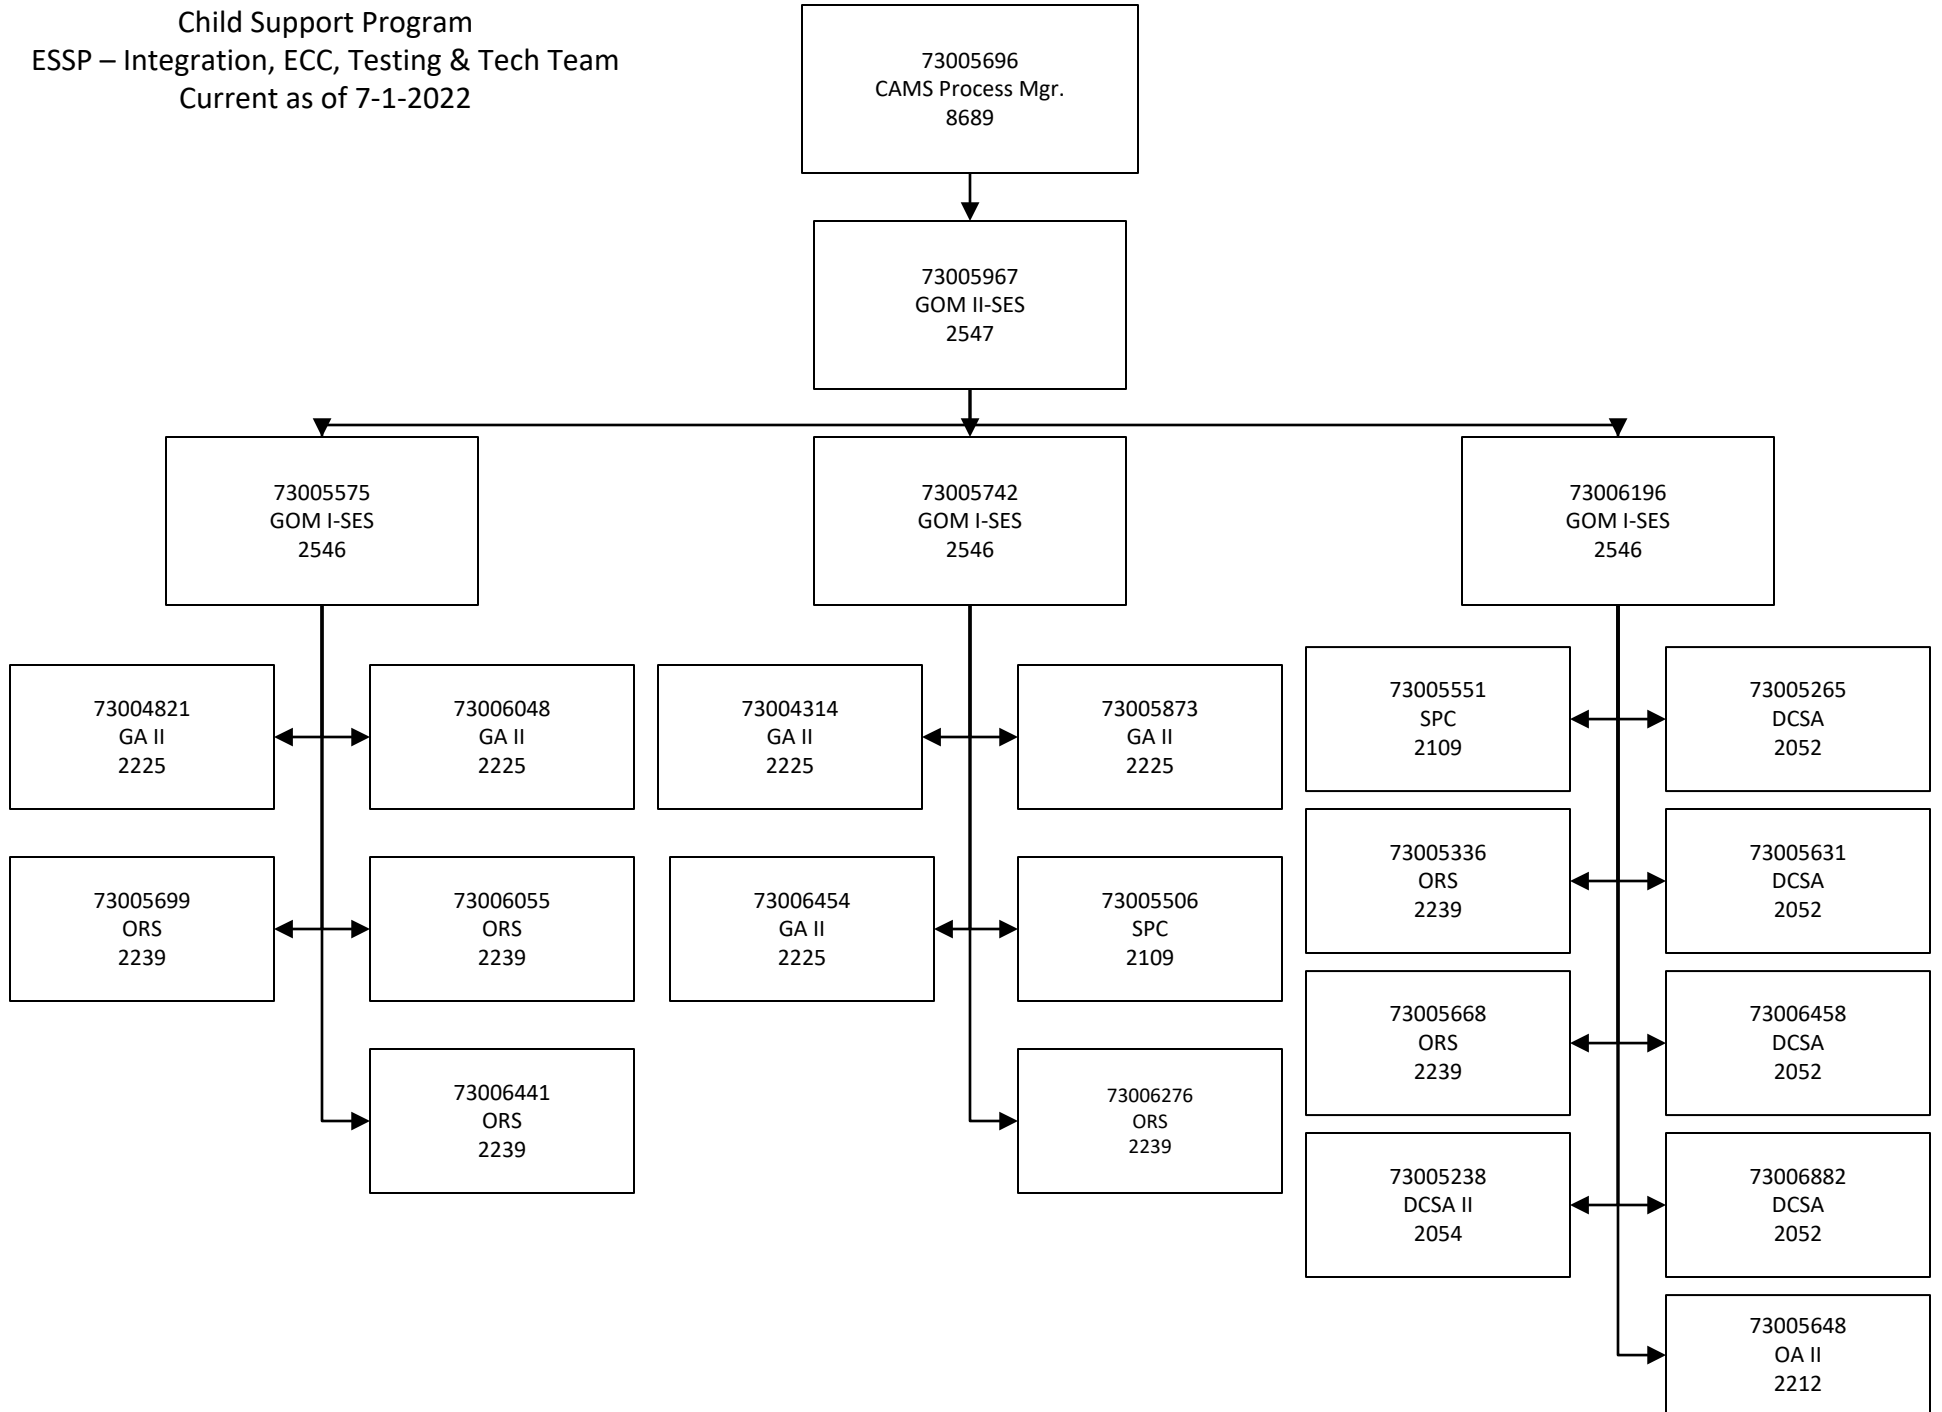 Child Support Program
ESSP – Integration, ECC, Testing & Tech Team
Current as of 7-1-2022
73005696
CAMS Process Mgr.
8689
73005967
GOM II-SES
2547
73005575
GOM I-SES
2546
73005742
GOM I-SES
2546
73006196
GOM I-SES
2546
73004821
GA II
2225
73006048
GA II
2225
73004314
GA II
2225
73005873
GA II
2225
73005551
SPC
2109
73005265
DCSA
2052
73005699
ORS
2239
73006055
ORS
2239
73006454
GA II
2225
73005506
SPC
2109
73005336
ORS
2239
73005631
DCSA
2052
73005668
ORS
2239
73006458
DCSA
2052
73006441
ORS
2239
73006276
ORS
2239
73005238
DCSA II
2054
73006882
DCSA
2052
73005648
OA II
2212